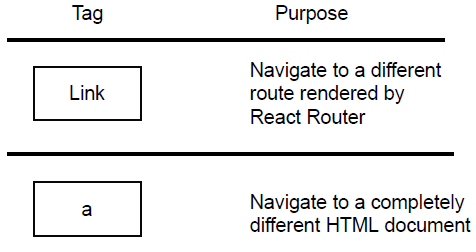 Tag Purpose
Link
Navigate to a different
route rendered by
React Router
a
Navigate to a completely
different HTML document